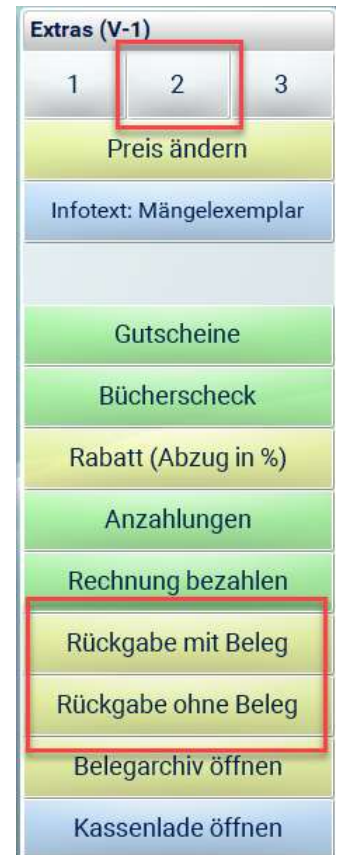 Extras (V-1)
1 2 3
Preis ändern
Infotext: Mängelexemplar
Gutscheine
Bücherscheck
Rabatt (Abzug in %)
Anzahlungen
Rechnung bezahlen
Rückgabe mit Beleg
Rückgabe ohne Beleg
Belegarchiv öffnen
Kassenlade öffnen